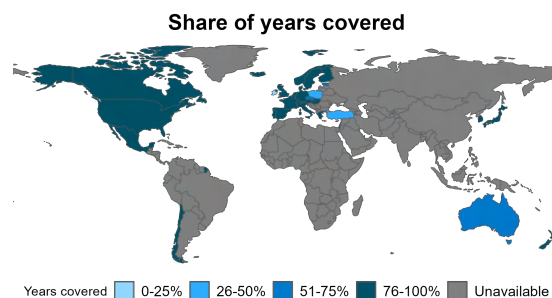 Share of years covered
Years covered 0-25% 26-50% 51-75% 76-100% Unavailable